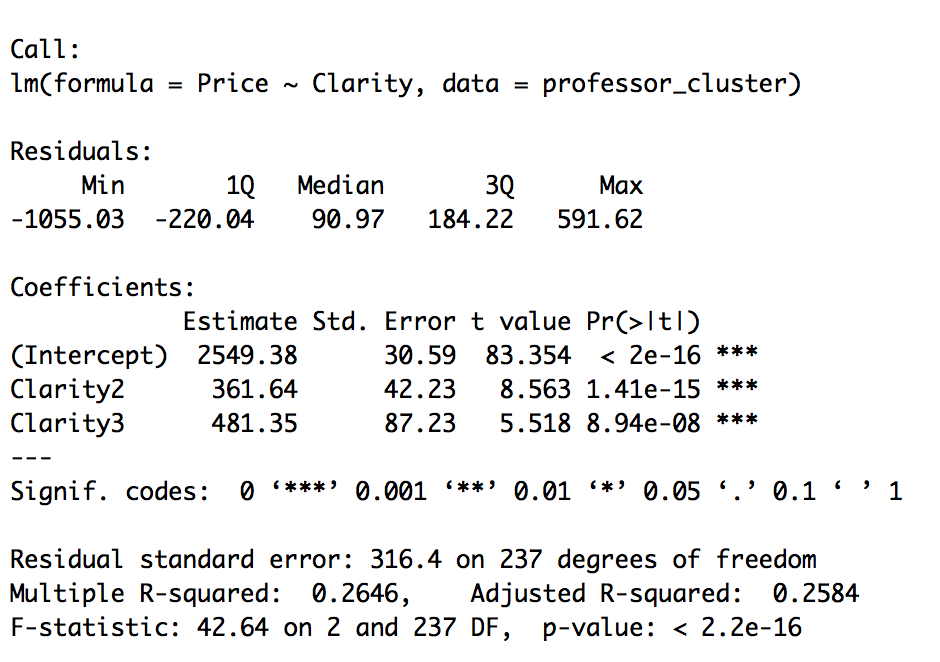 Call:
lm(formula = Price ~ Clarity, data = professor_cluster)
Residuals:
     Min       1Q   Median       3Q      Max
-1055.03  -220.04    90.97   184.22   591.62
Coefficients:
            Estimate Std. Error t value Pr(>|t|)
(Intercept)  2549.38      30.59  83.354  < 2e-16 ***
Clarity2      361.64      42.23   8.563 1.41e-15 ***
Clarity3      481.35      87.23   5.518 8.94e-08 ***
---
Signif. codes:  0 ‘***’ 0.001 ‘**’ 0.01 ‘*’ 0.05 ‘.’ 0.1 ‘ ’ 1
Residual standard error: 316.4 on 237 degrees of freedom
Multiple R-squared:  0.2646,	Adjusted R-squared:  0.2584
F-statistic: 42.64 on 2 and 237 DF,  p-value: < 2.2e-16